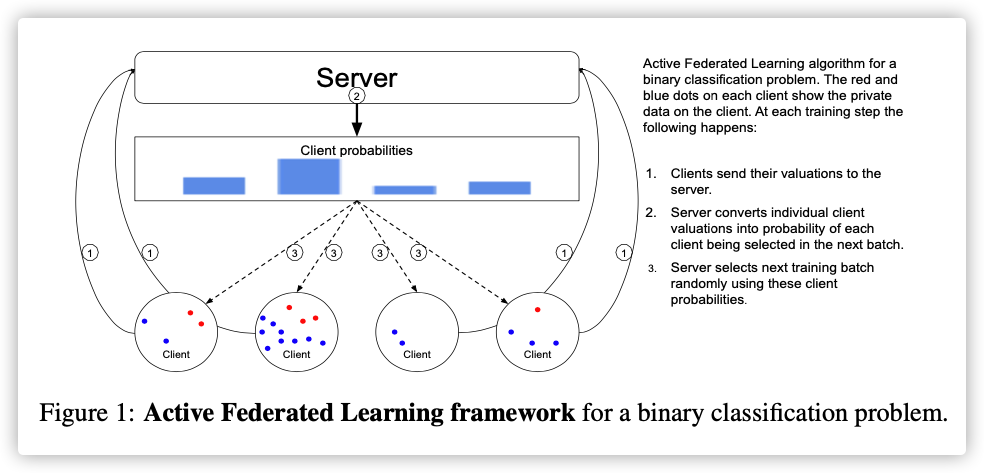 Server
2
Client probabilities
1
1
3
3
3
3
1
1
Client
Client
Client
Client
Active Federated Learning algorithm for a
binary classification problem. The red and
blue dots on each client show the private
data on the client. At each training step the
following happens:
1. Clients send their valuations to the
server.
2. Server converts individual client
valuations into probability of each
client being selected in the next batch.
3. Server selects next training batch
randomly using these client
probabilities.
Figure 1: Active Federated Learning framework for a binary classification problem.